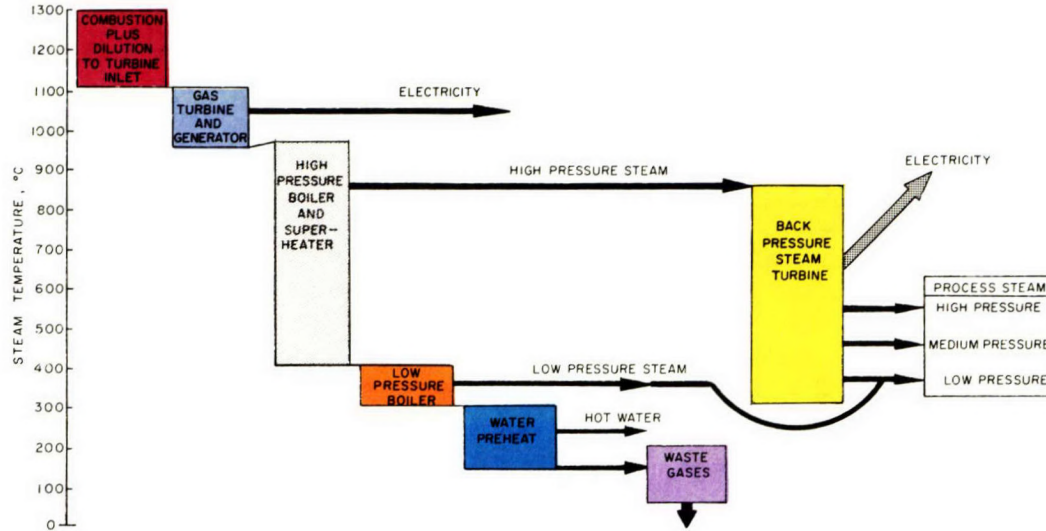 1300
1200
1100
1000
900
800
700
600
500
400
300
200
100
0
STEAM TEMPERATURE, °C
COMBUSTION
PLUS
DILUTION
TO TURBINE
INLET
GAS
TURBINE
AND
GENERATOR
ELECTRICITY
HIGH
PRESSURE
BOILER
AND
SUPER-
HEATER
HIGH PRESSURE STEAM
BACK
PRESSURE
STEAM
TURBINE
ELECTRICITY
PROCESS STEAM
HIGH PRESSURE
MEDIUM PRESSURE
LOW PRESSURE
LOW
PRESSURE
BOILER
LOW PRESSURE STEAM
WATER
PREHEAT
HOT WATER
WASTE
GASES